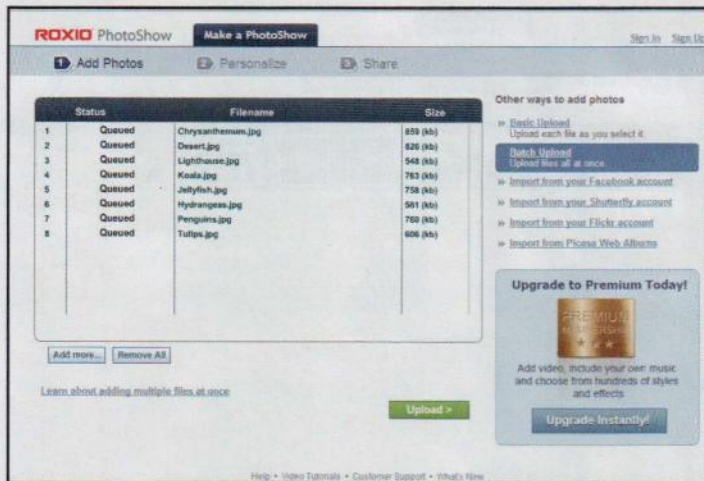 ROXIO PhotoShow
Make a PhotoShow
Sign In Sign Up
1 Add Photos
2 Personalize
3 Share
Status Filename Size
1 Queued Chrysanthemum.jpg 859 (kb)
2 Queued Desert.jpg 826 (kb)
3 Queued Lighthouse.jpg 548 (kb)
4 Queued Koala.jpg 763 (kb)
5 Queued Jellyfish.jpg 758 (kb)
6 Queued Hydrangeas.jpg 581 (kb)
7 Queued Penguins.jpg 760 (kb)
8 Queued Tulips.jpg 606 (kb)
Add more... Remove All
Learn about adding multiple files at once
Upload >
Other ways to add photos
» Basic Upload
Upload each file as you select it.
Batch Upload
Upload files all at once.
» Import from your Facebook account
» Import from your Shutterfly account
» Import from your Flickr account
» Import from Picasa Web Albums
Upgrade to Premium Today!
PREMIUM
MEMBERSHIP
Add video, include your own music
and choose from hundreds of styles
and effects
Upgrade Instantly!
Help • Video Tutorials • Customer Support • What's New